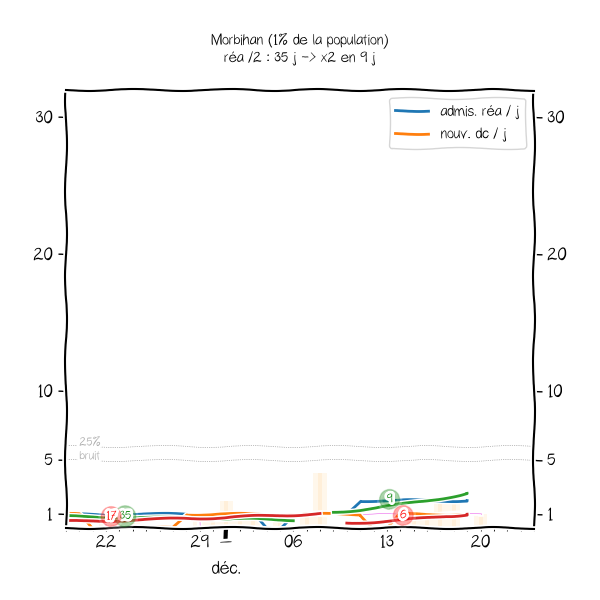 Morbihan (1% de la population)
réa /2 : 35 j -> x2 en 9 j
admis. réa / j
nouv. dc / j
30 30
20 20
10 10
25%
bruit
5 5
1 17 35 9 6 1
22 29 06 13 20
déc.